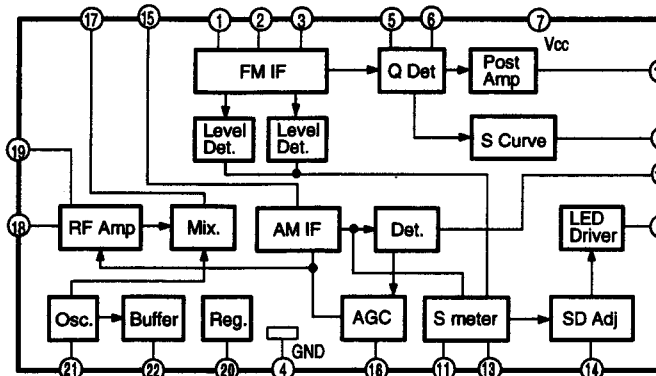 17 15 1 2 3 5 6 7
Vcc
FM IF
Q Det
Post
Amp
Level
Det.
Level
Det.
S Curve
19
18
RF Amp
Mix.
AM IF
Det.
LED
Driver
Osc.
Buffer
Reg.
GND
AGC
S meter
SD Adj
21 22 20 4 16 11 13 14